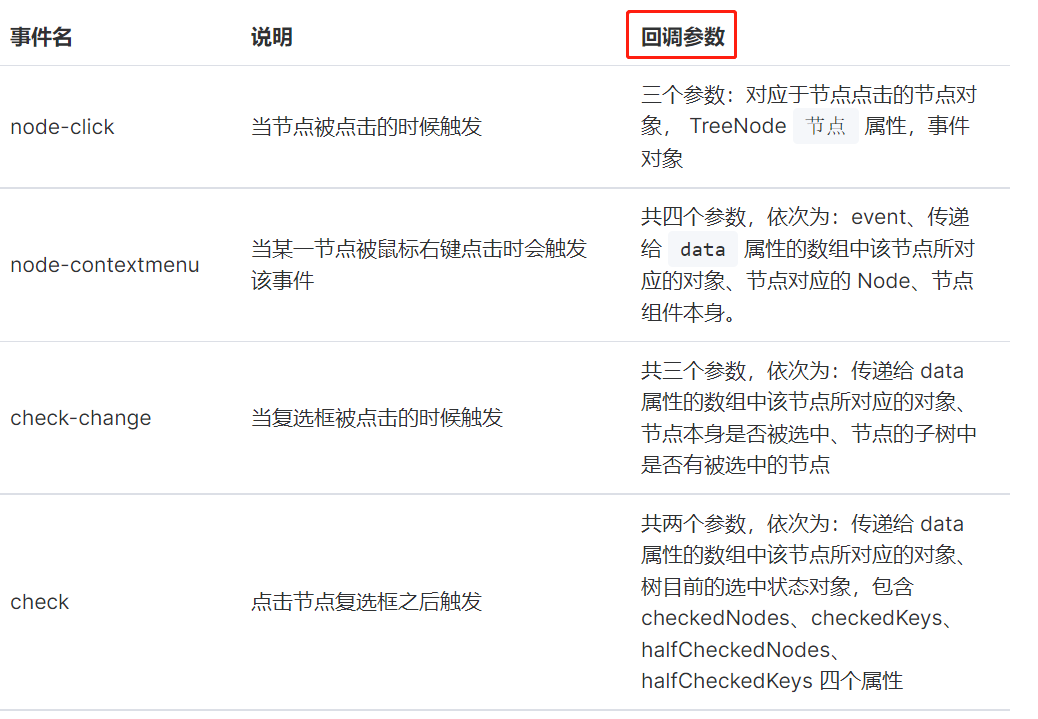 事件名 说明 回调参数
三个参数：对应于节点点击的节点对
node-click 当节点被点击的时候触发 象， TreeNode 节点 属性，事件
对象
共四个参数，依次为：event、传递
当某一节点被鼠标右键点击时会触发 给 data 属性的数组中该节点所对
node-contextmenu
该事件 应的对象、节点对应的 Node、节点
组件本身。
共三个参数，依次为：传递给 data
属性的数组中该节点所对应的对象、
check-change 当复选框被点击的时候触发
节点本身是否被选中、节点的子树中
是否有被选中的节点
共两个参数，依次为：传递给 data
属性的数组中该节点所对应的对象、
树目前的选中状态对象，包含
check 点击节点复选框之后触发
checkedNodes、checkedKeys、
halfCheckedNodes、
halfCheckedKeys 四个属性